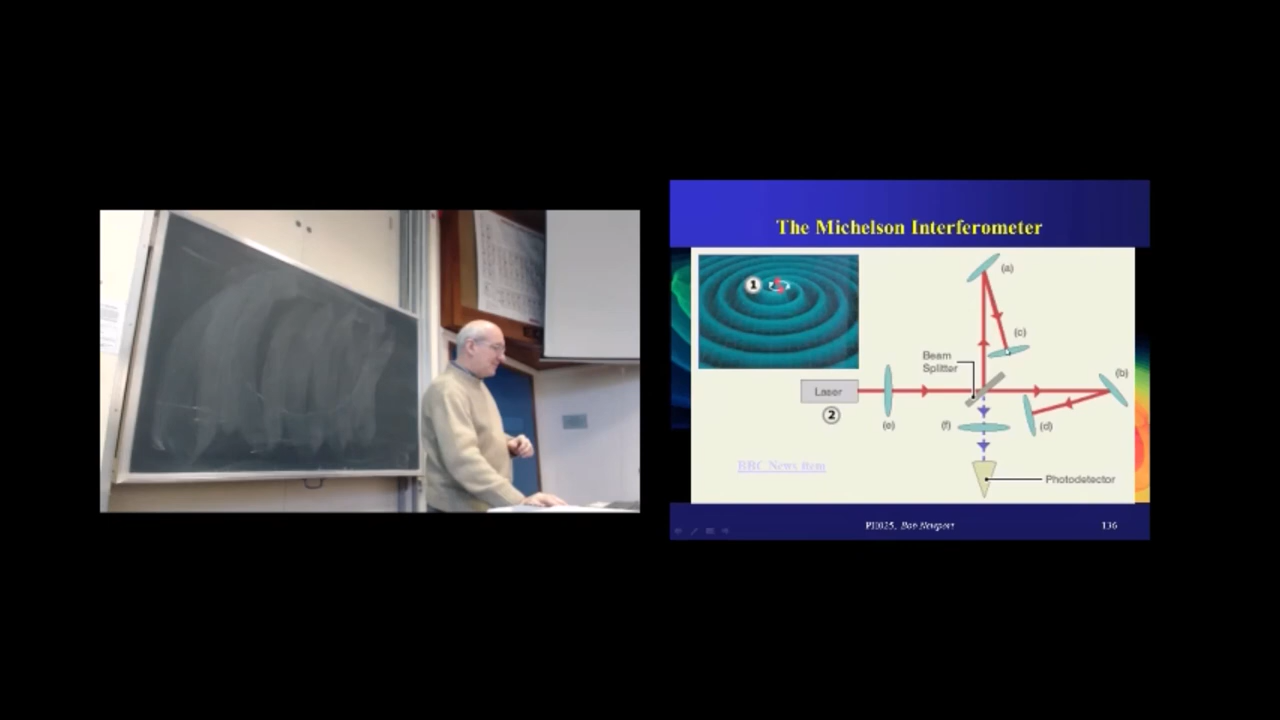 The Michelson Interferometer
1
(a)
(c)
Beam
Splitter
(b)
Laser
2
(e)
(f)
(d)
BBC News Item
Photodetector
PH025, Bob Newport
136